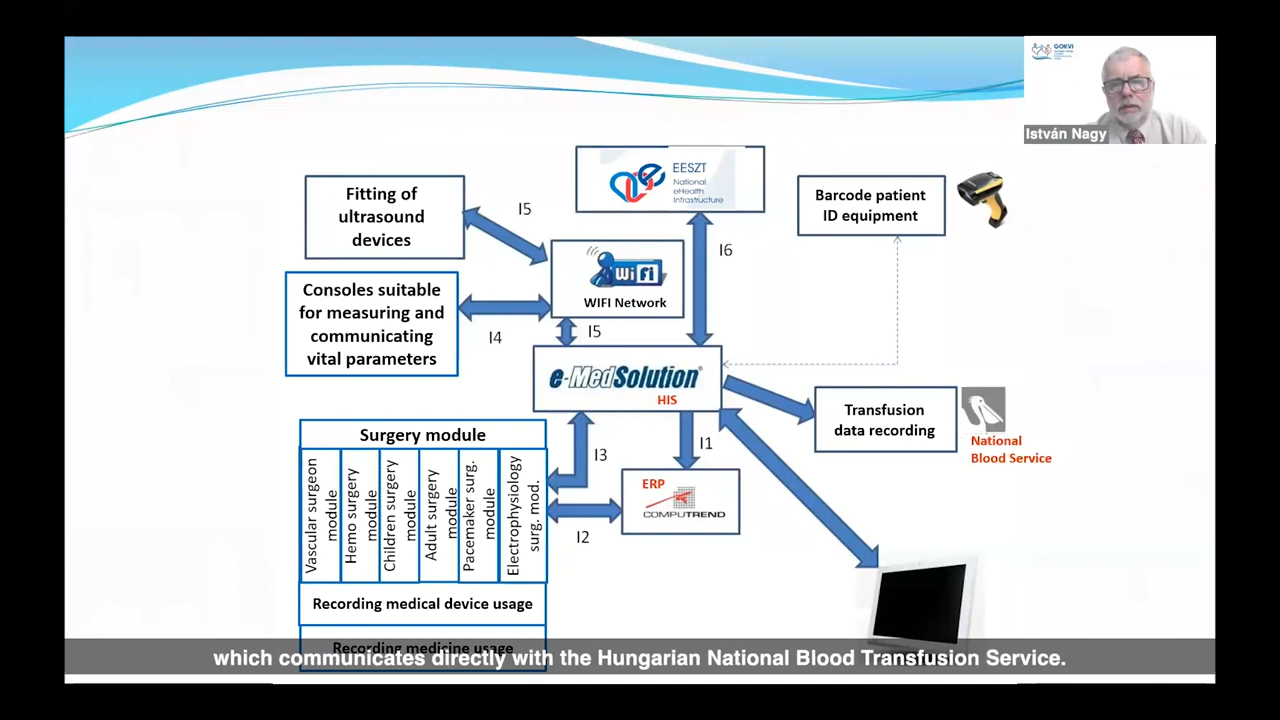 GOKVI
István Nagy
EESZT
National
eHealth
Infrastructure
Fitting of
ultrasound
devices
I5
Barcode patient
ID equipment
I6
WiFi
WIFI Network
Consoles suitable
for measuring and
communicating
vital parameters
I4
I5
e-MedSolution®
HIS
Transfusion
data recording
National
Blood Service
Surgery module
I3
I1
Vascular surgeon
module
Hemo surgery
module
Children surgery
module
Adult surgery
module
Pacemaker surg.
module
Electrophysiology
surg. mod.
ERP
COMPUTREND
I2
Recording medical device usage
Recording medicine usage
which communicates directly with the Hungarian National Blood Transfusion Service.